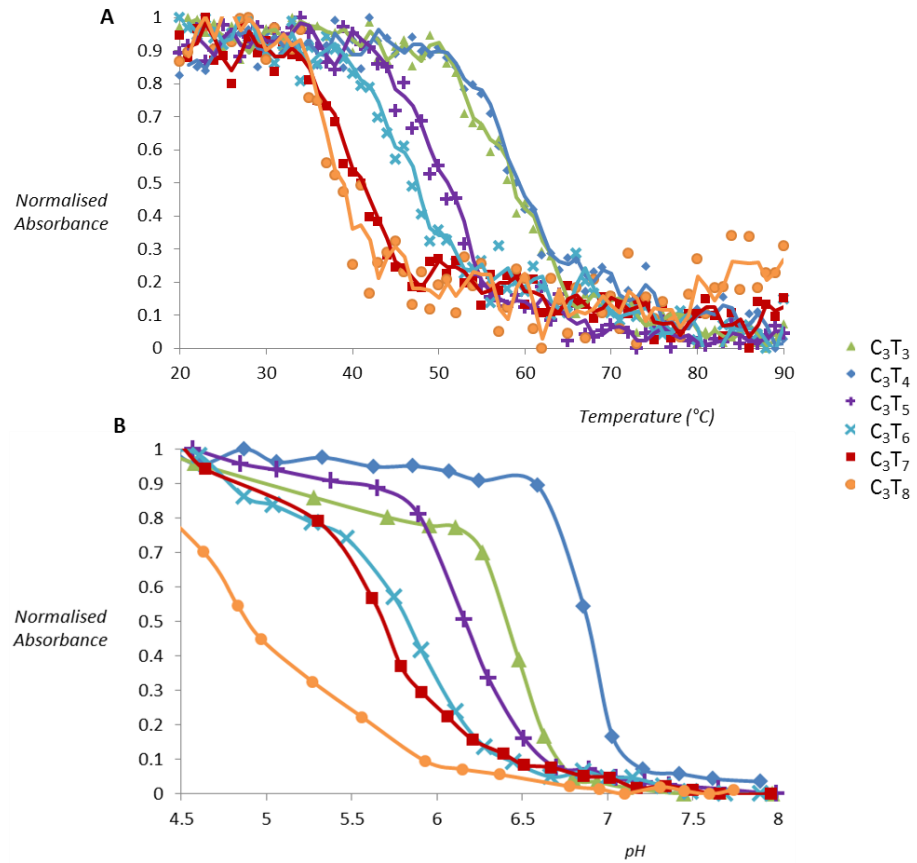 A
1
0.9
0.8
0.7
0.6
0.5
0.4
0.3
0.2
0.1
0
Normalised
Absorbance
20 30 40 50 60 70 80 90
Temperature (°C)
C₃T₃
C₃T₄
C₃T₅
C₃T₆
C₃T₇
C₃T₈
B
1
0.9
0.8
0.7
0.6
0.5
0.4
0.3
0.2
0.1
0
Normalised
Absorbance
4.5 5 5.5 6 6.5 7 7.5 8
pH